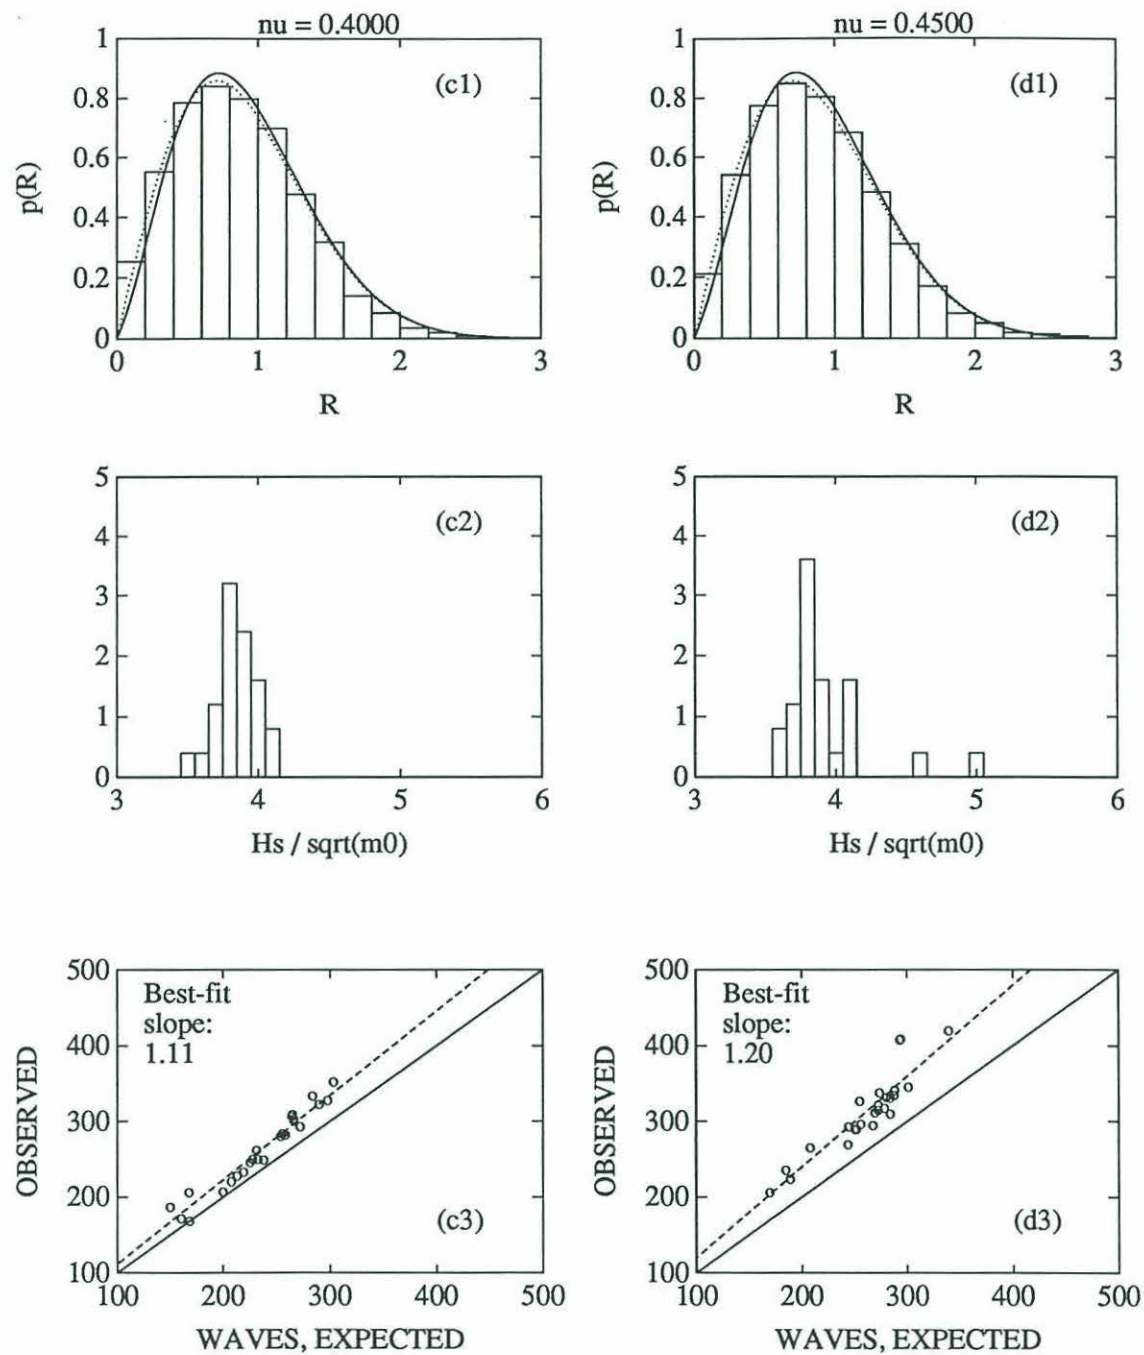 nu = 0.4000
(c1)
p(R)
1
0.8
0.6
0.4
0.2
0
0 1 2 3
R
nu = 0.4500
(d1)
p(R)
1
0.8
0.6
0.4
0.2
0
0 1 2 3
R
(c2)
5
4
3
2
1
0
3 4 5 6
Hs / sqrt(m0)
(d2)
5
4
3
2
1
0
3 4 5 6
Hs / sqrt(m0)
Best-fit
slope:
1.11
(c3)
OBSERVED
500
400
300
200
100
100 200 300 400 500
WAVES, EXPECTED
Best-fit
slope:
1.20
(d3)
OBSERVED
500
400
300
200
100
100 200 300 400 500
WAVES, EXPECTED